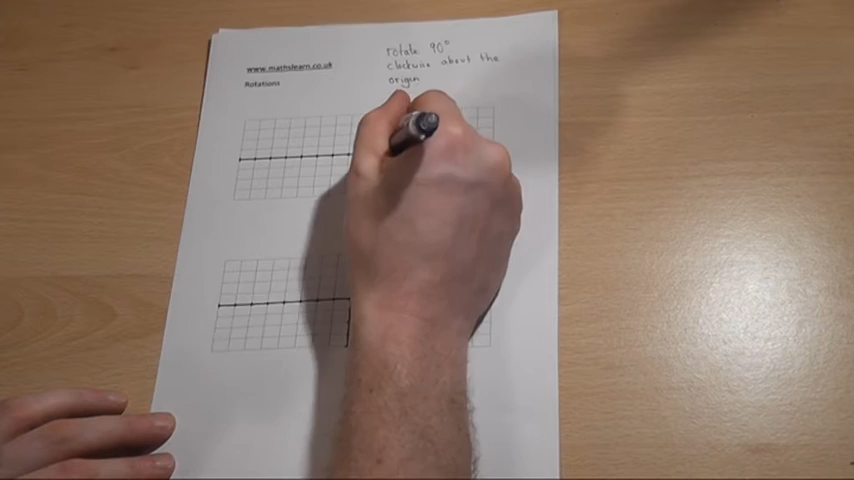 rotate 90°
clockwise about the
origin
www.mathslearn.co.uk
Rotations